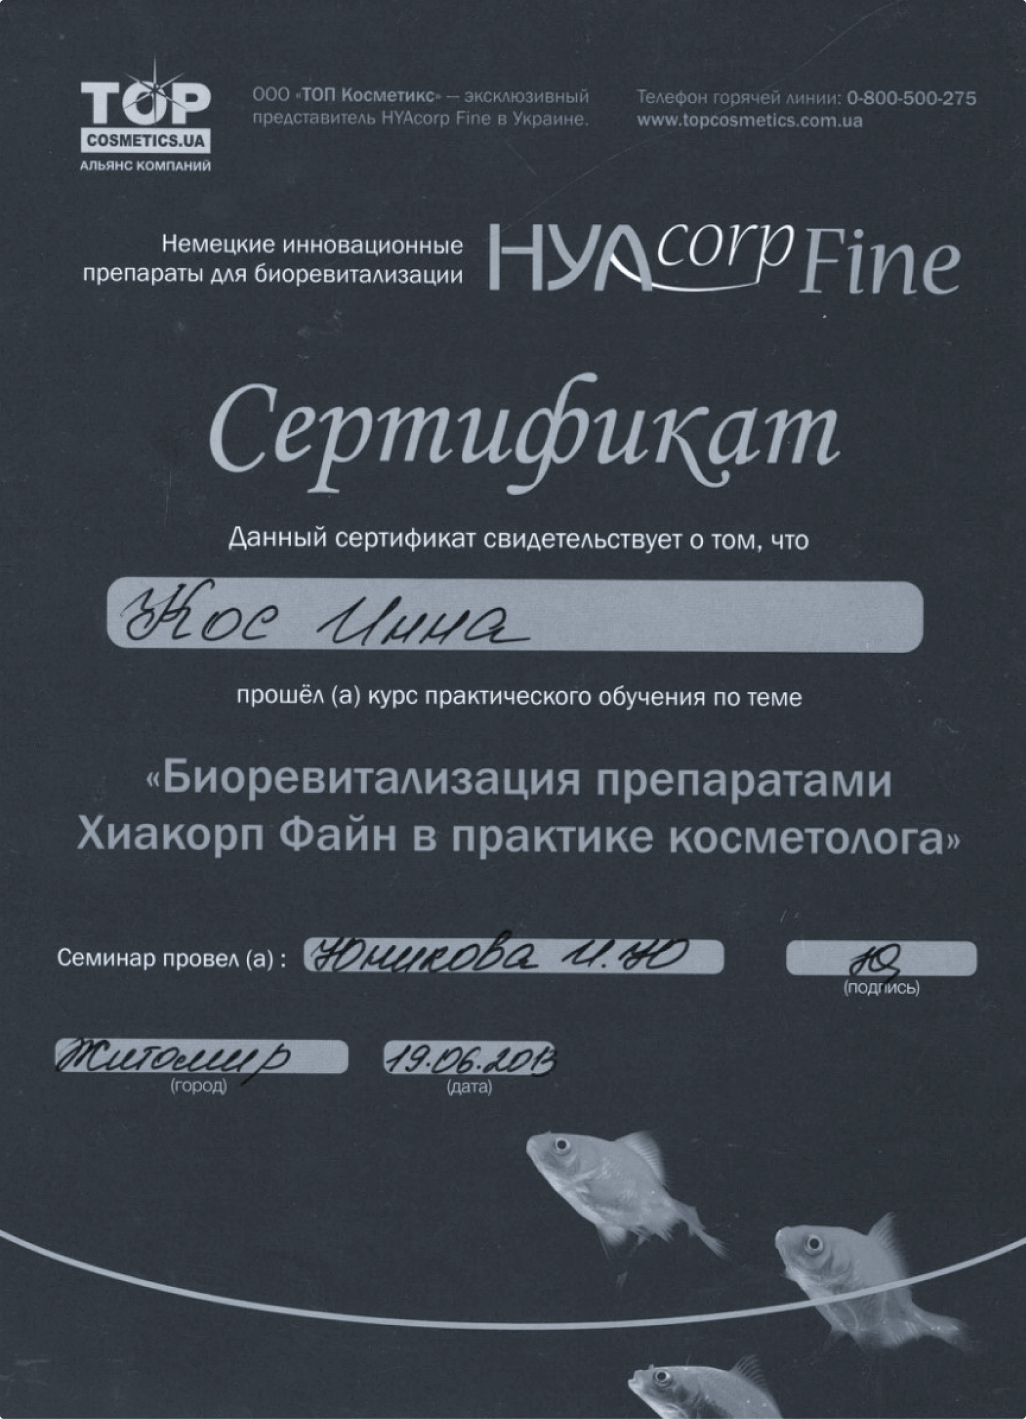 TOP
COSMETICS.UA
АЛЬЯНС КОМПАНИЙ
ООО «ТОП Косметикс» — эксклюзивный
представитель HYAcorp Fine в Украине.
Телефон горячей линии: 0-800-500-275
www.topcosmetics.com.ua
Немецкие инновационные
препараты для биоревитализации
HYAcorp Fine
Сертификат
Данный сертификат свидетельствует о том, что
Кос Инна
прошёл (а) курс практического обучения по теме
«Биоревитализация препаратами
Хиакорп Файн в практике косметолога»
Семинар провел (а) : Юникова И.Ю
(подпись)
Житомир 19.06.2013
(город) (дата)